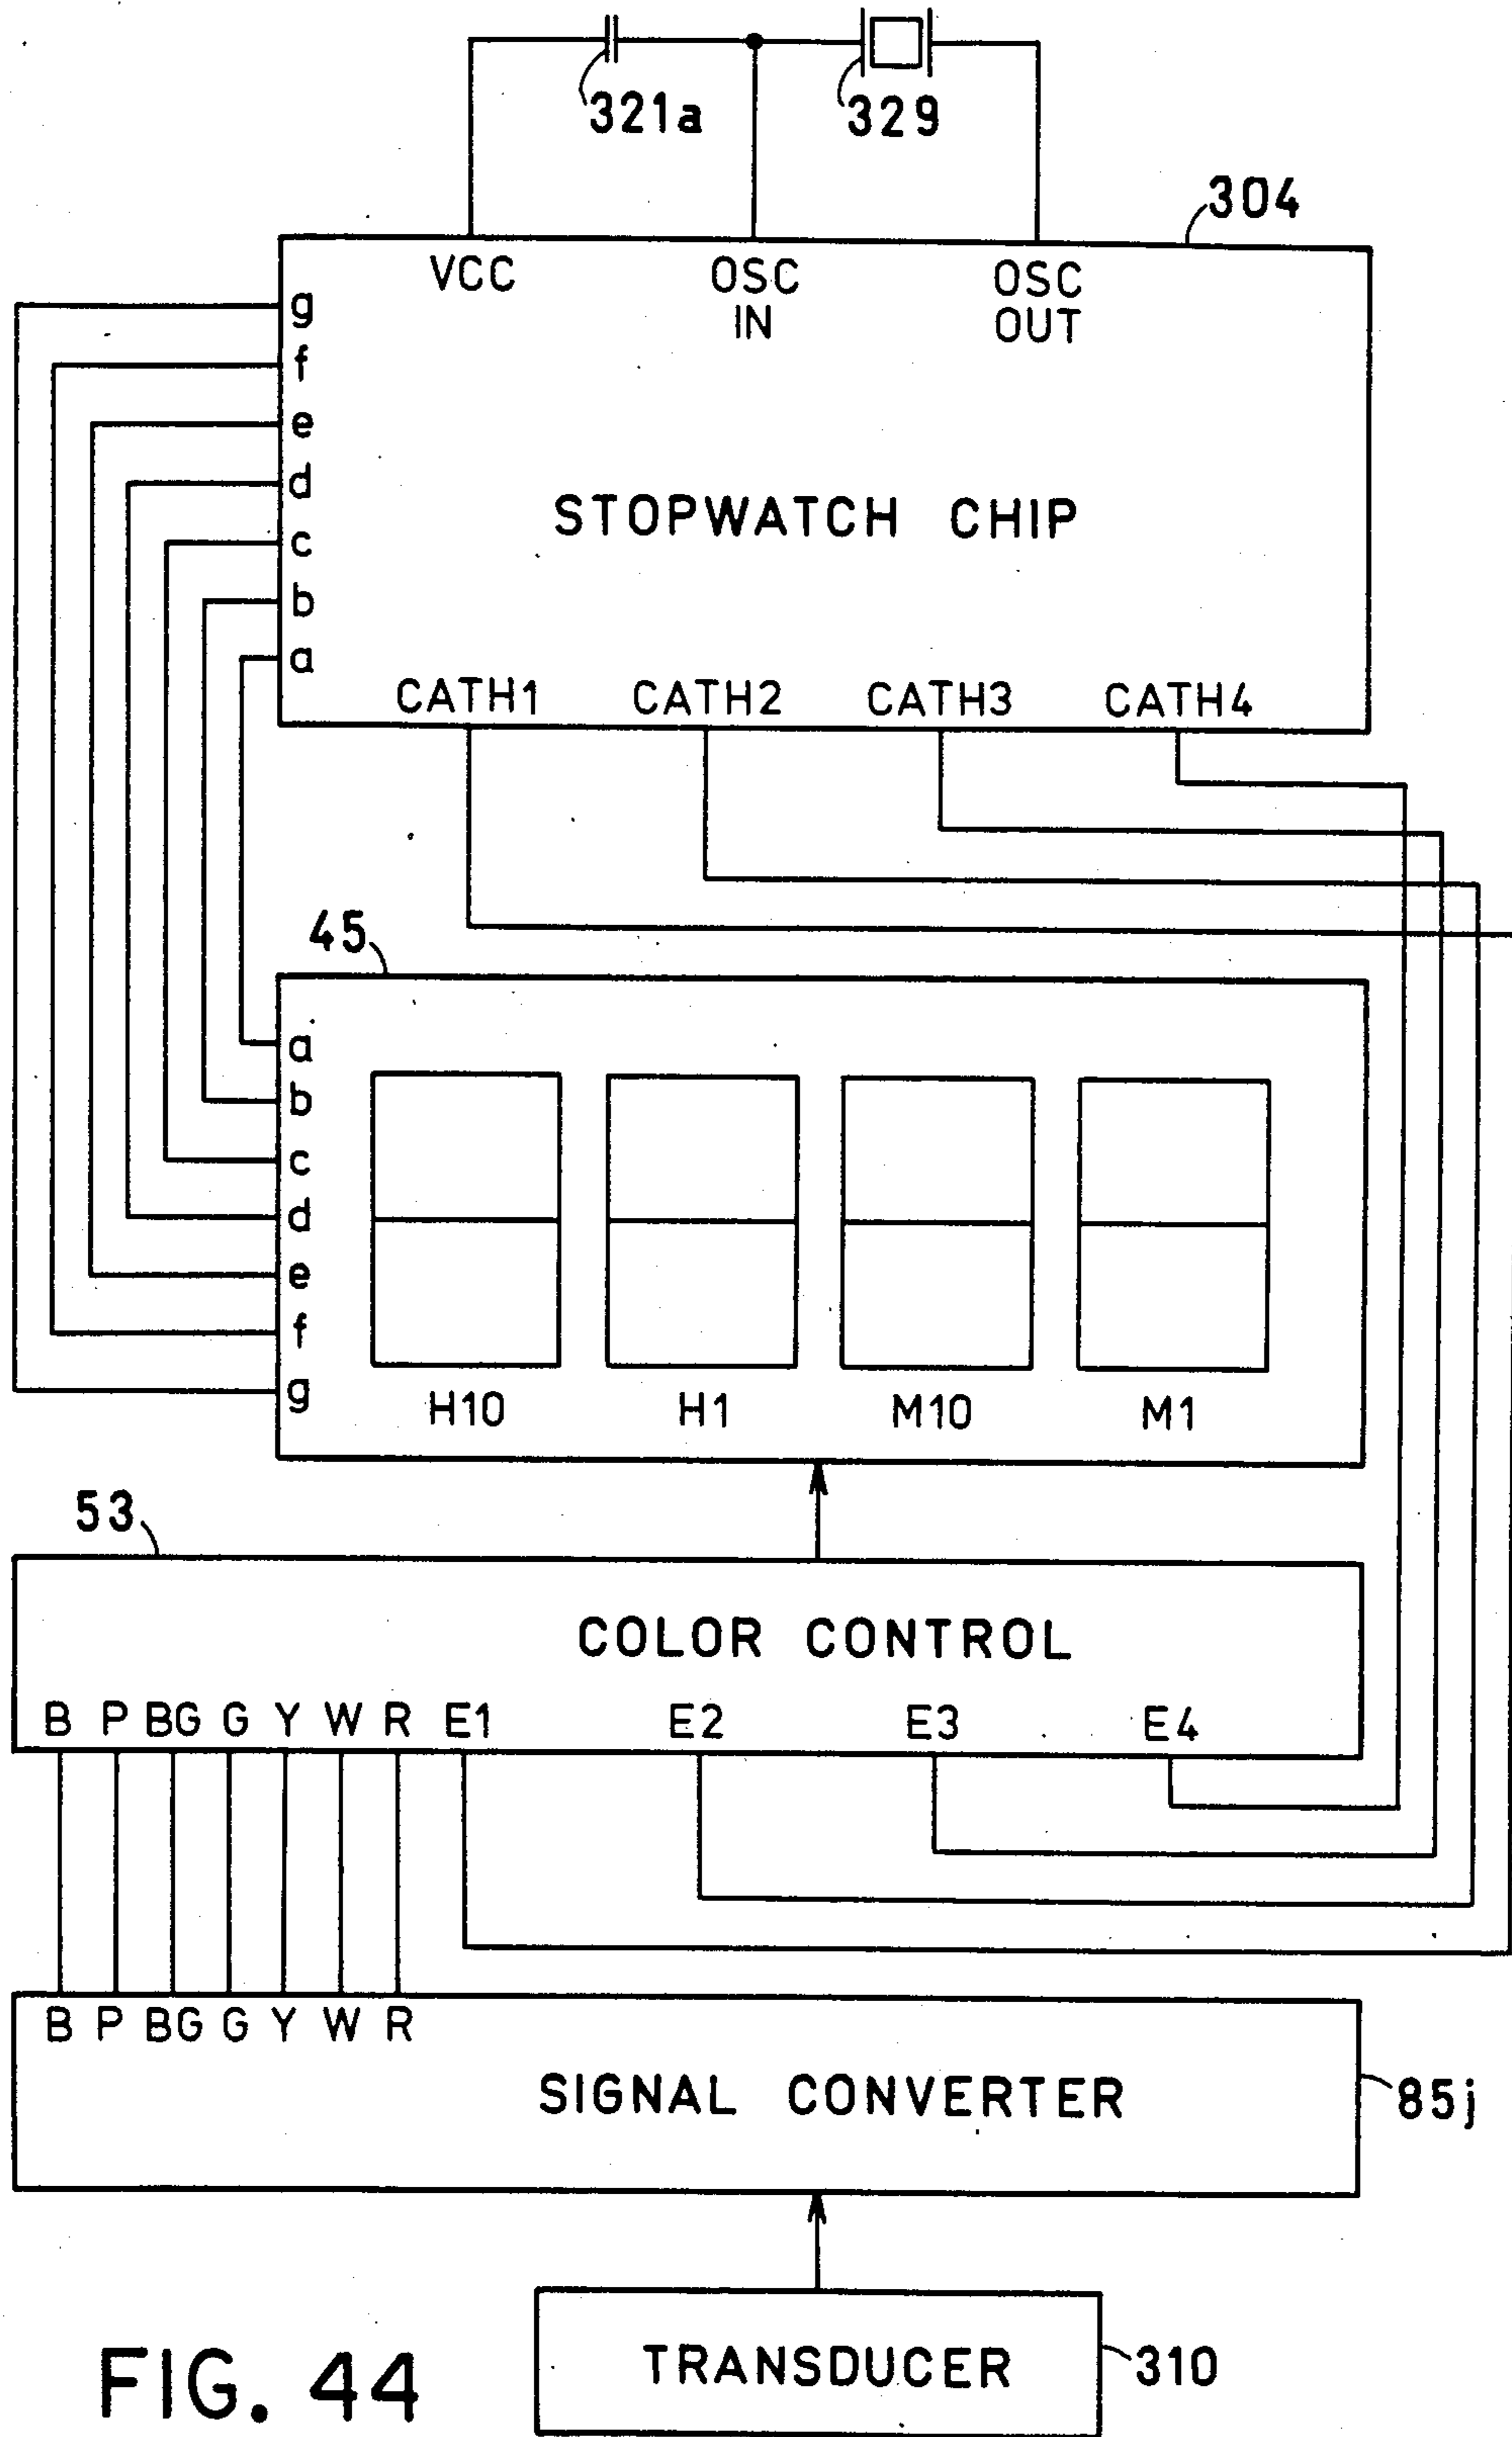 321a 329
304
VCC OSC IN OSC OUT
g
f
e
d
c
b
a
STOPWATCH CHIP
CATH1 CATH2 CATH3 CATH4
45
a
b
c
d
e
f
g
H10 H1 M10 M1
53
COLOR CONTROL
B P BG G Y W R E1 E2 E3 E4
B P BG G Y W R
SIGNAL CONVERTER
85j
TRANSDUCER
310
FIG. 44